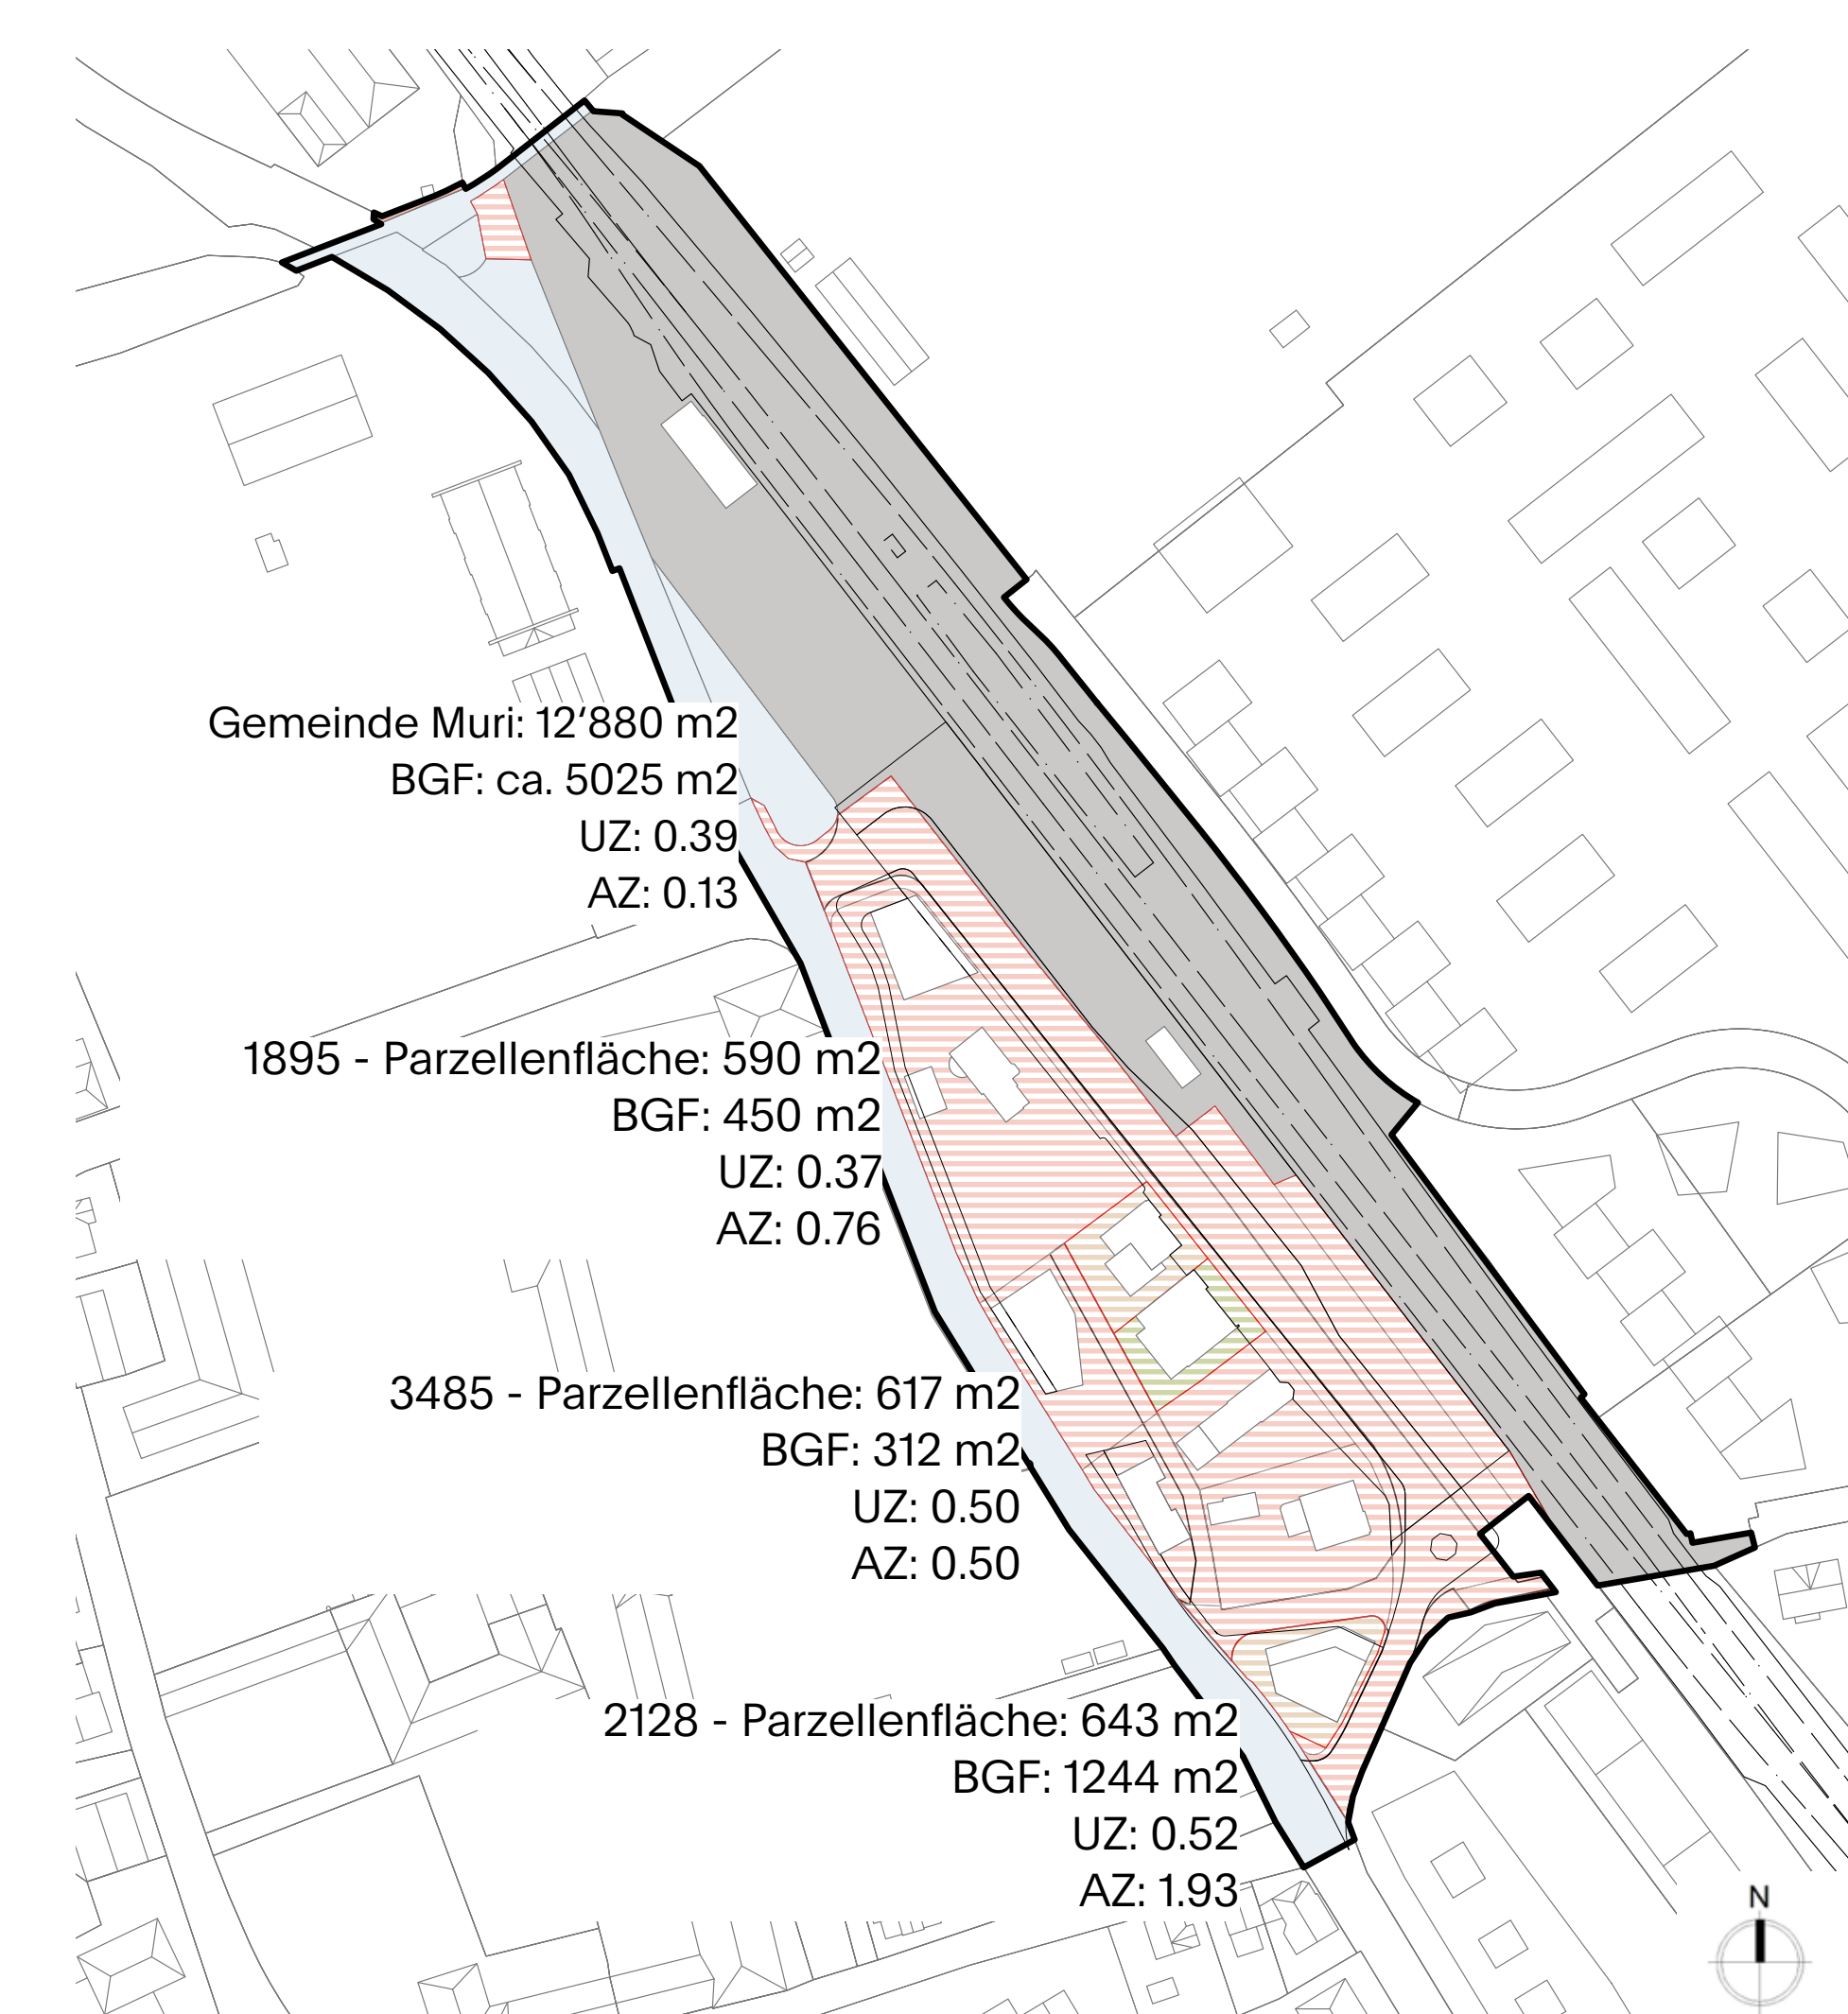 Gemeinde Muri: 12‘880 m2
BGF: ca. 5025 m2
UZ: 0.39
AZ: 0.13
1895 - Parzellenfläche: 590 m2
BGF: 450 m2
UZ: 0.37
AZ: 0.76
3485 - Parzellenfläche: 617 m2
BGF: 312 m2
UZ: 0.50
AZ: 0.50
2128 - Parzellenfläche: 643 m2
BGF: 1244 m2
UZ: 0.52
AZ: 1.93
N